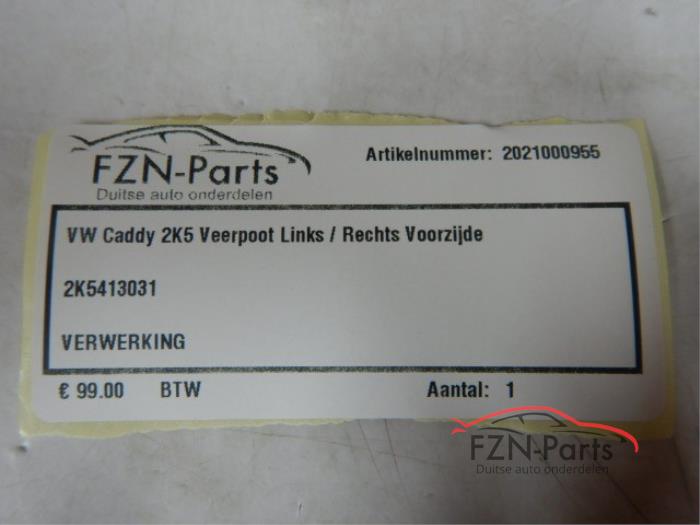 FZN-Parts
Duitse auto onderdelen
Artikelnummer: 2021000955
VW Caddy 2K5 Veerpoot Links / Rechts Voorzijde
2K5413031
VERWERKING
€ 99.00 BTW Aantal: 1
FZN-Parts
Duitse auto onderdelen